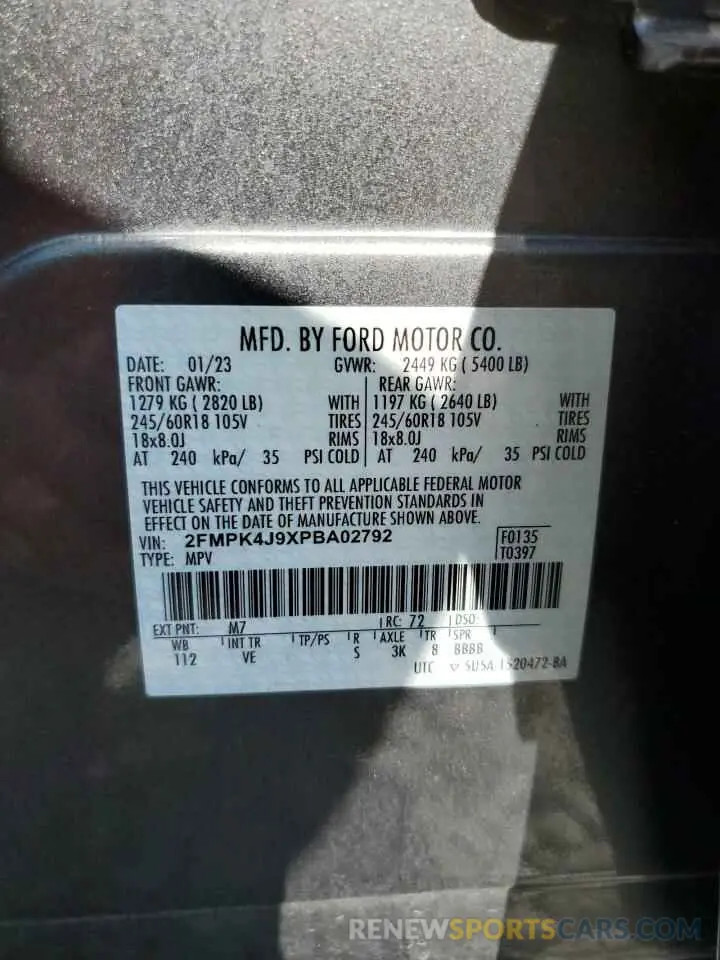 MFD. BY FORD MOTOR CO.
DATE: 01/23 GVWR: 2449 KG ( 5400 LB)
FRONT GAWR: REAR GAWR:
1279 KG ( 2820 LB) WITH 1197 KG ( 2640 LB) WITH
245/60R18 105V TIRES 245/60R18 105V TIRES
18x8.0J RIMS 18x8.0J RIMS
AT 240 kPa/ 35 PSI COLD AT 240 kPa/ 35 PSI COLD
THIS VEHICLE CONFORMS TO ALL APPLICABLE FEDERAL MOTOR
VEHICLE SAFETY AND THEFT PREVENTION STANDARDS IN
EFFECT ON THE DATE OF MANUFACTURE SHOWN ABOVE.
VIN: 2FMPK4J9XPBA02792 F0135
TYPE: MPV T0397
EXT PNT: M7 RC: 72 DSO:
WB INT TR TP/PS R AXLE TR SPR
112 VE S 3K 8 BBBB
UTC
RENEWSPORTSCARS.COM